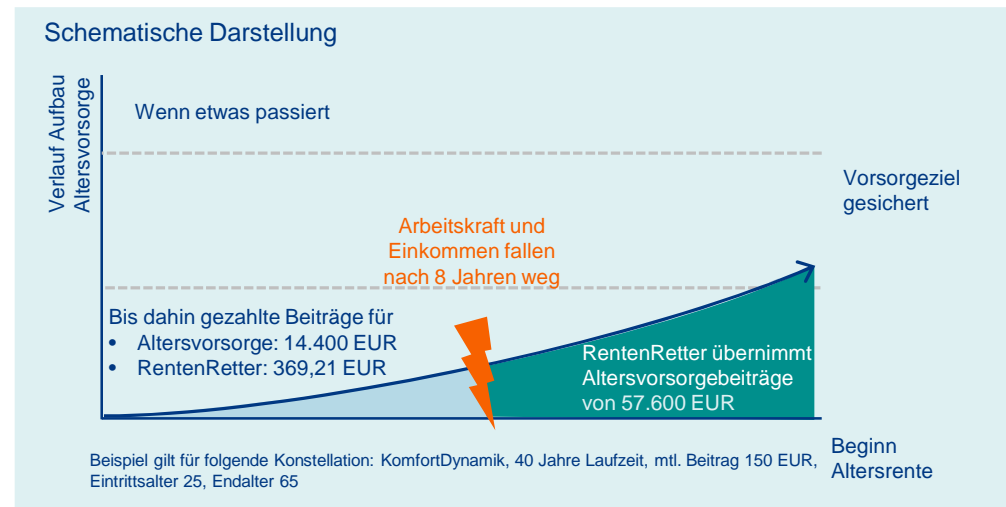 Schematische Darstellung
Verlauf Aufbau
Altersvorsorge
Wenn etwas passiert
Vorsorgeziel
gesichert
Arbeitskraft und
Einkommen fallen
nach 8 Jahren weg
Bis dahin gezahlte Beiträge für
• Altersvorsorge: 14.400 EUR
• RentenRetter: 369,21 EUR
RentenRetter übernimmt
Altersvorsorgebeiträge
von 57.600 EUR
Beginn
Altersrente
Beispiel gilt für folgende Konstellation: KomfortDynamik, 40 Jahre Laufzeit, mtl. Beitrag 150 EUR,
Eintrittsalter 25, Endalter 65